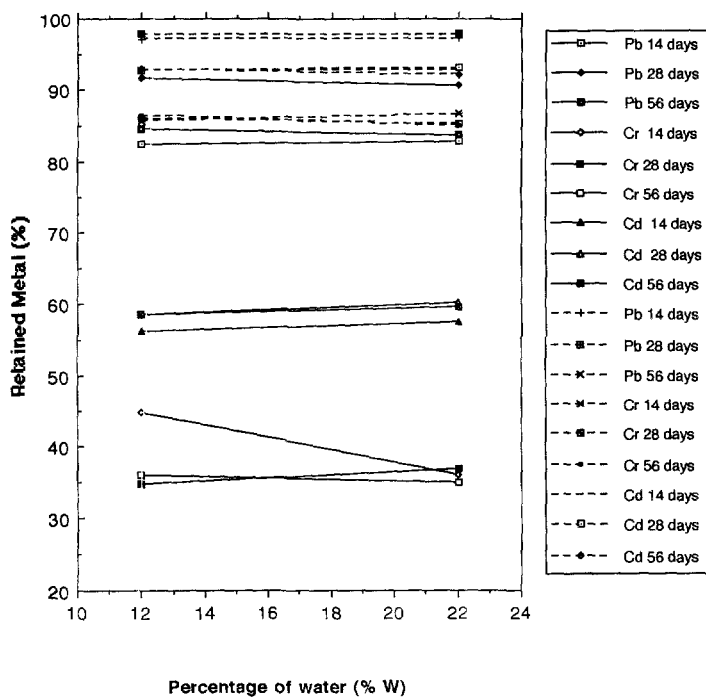 100
90
80
70
60
50
40
30
20
10 12 14 16 18 20 22 24
Retained Metal (%)
Percentage of water (% W)
Pb 14 days
Pb 28 days
Pb 56 days
Cr 14 days
Cr 28 days
Cr 56 days
Cd 14 days
Cd 28 days
Cd 56 days
Pb 14 days
Pb 28 days
Pb 56 days
Cr 14 days
Cr 28 days
Cr 56 days
Cd 14 days
Cd 28 days
Cd 56 days